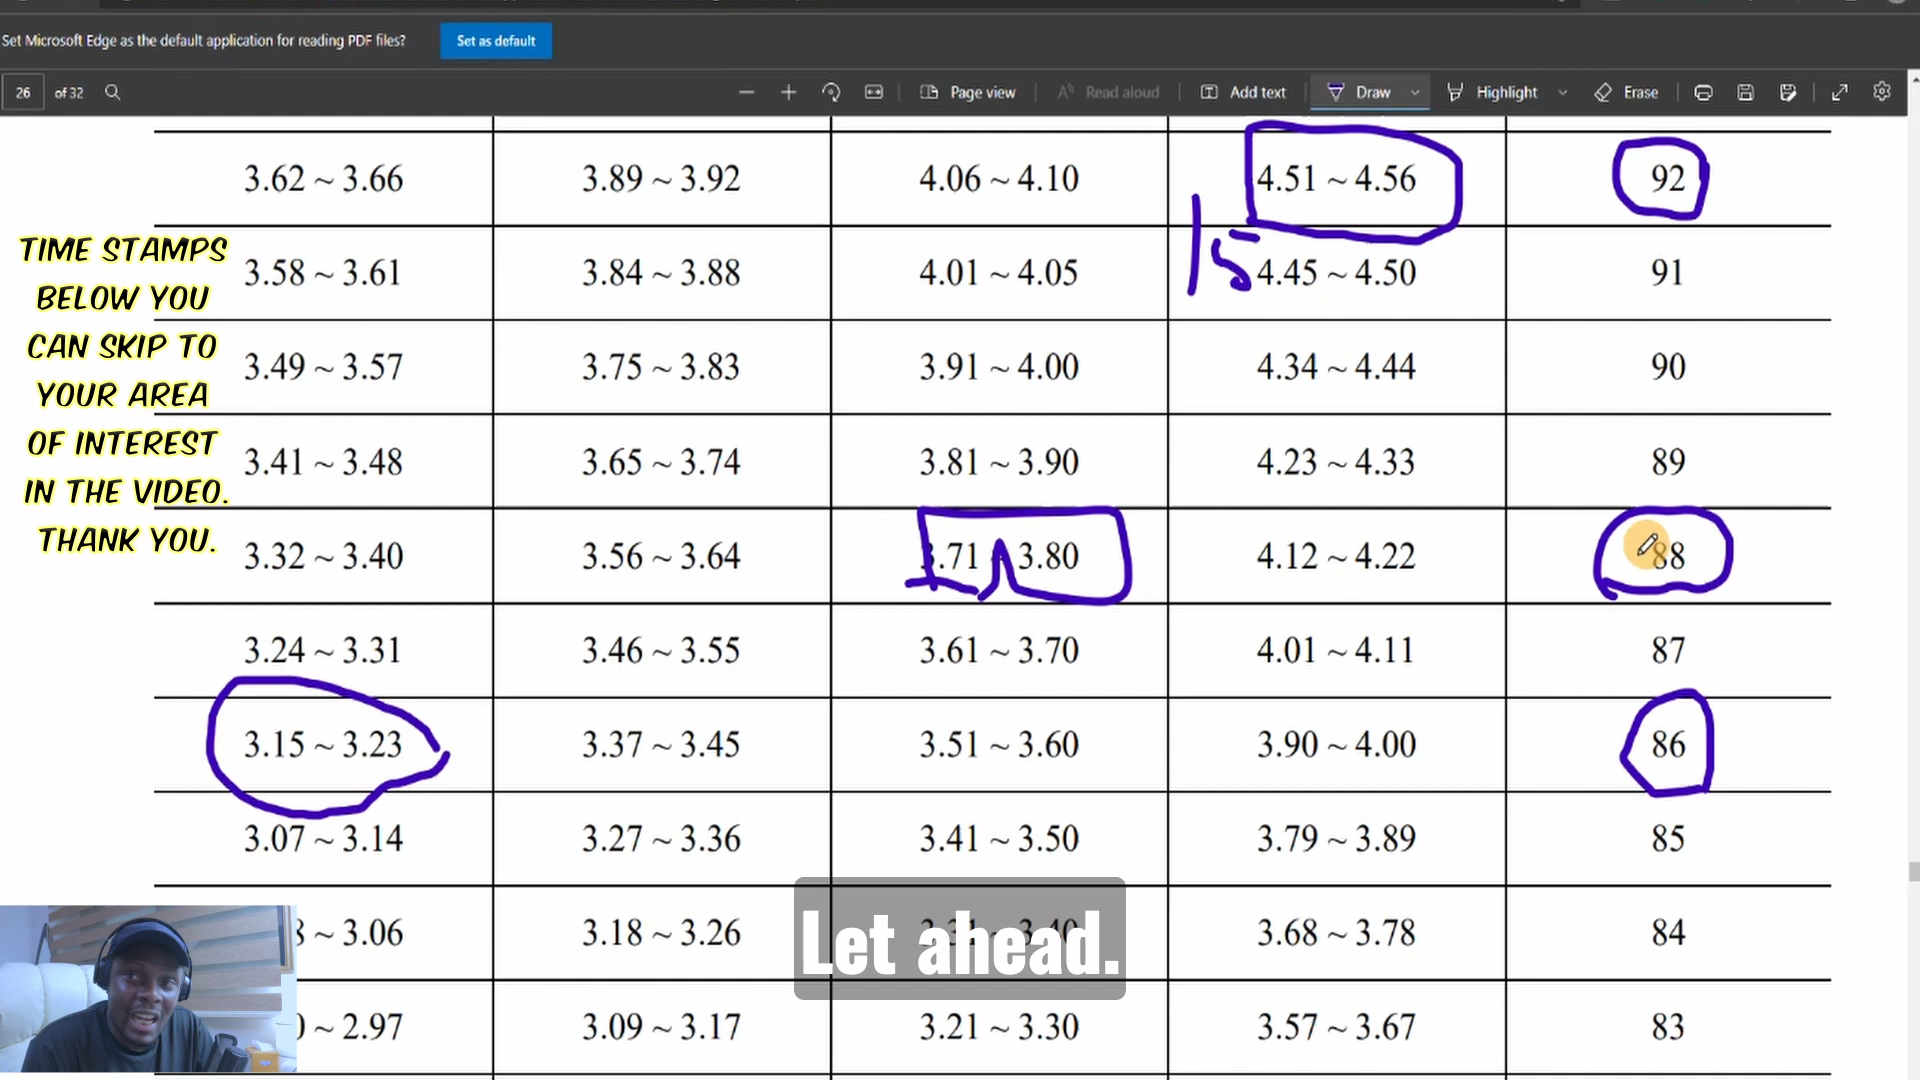 Set Microsoft Edge as the default application for reading PDF files? Set as default
26 of 32 Page view Read aloud Add text Draw Highlight Erase
3.62 ~ 3.66 3.89 ~ 3.92 4.06 ~ 4.10 4.51 ~ 4.56 92
15
3.58 ~ 3.61 3.84 ~ 3.88 4.01 ~ 4.05 4.45 ~ 4.50 91
3.49 ~ 3.57 3.75 ~ 3.83 3.91 ~ 4.00 4.34 ~ 4.44 90
3.41 ~ 3.48 3.65 ~ 3.74 3.81 ~ 3.90 4.23 ~ 4.33 89
3.32 ~ 3.40 3.56 ~ 3.64 3.71 3.80 4.12 ~ 4.22 88
3.24 ~ 3.31 3.46 ~ 3.55 3.61 ~ 3.70 4.01 ~ 4.11 87
3.15 ~ 3.23 3.37 ~ 3.45 3.51 ~ 3.60 3.90 ~ 4.00 86
3.07 ~ 3.14 3.27 ~ 3.36 3.41 ~ 3.50 3.79 ~ 3.89 85
~ 3.06 3.18 ~ 3.26 3.68 ~ 3.78 84
~ 2.97 3.09 ~ 3.17 3.21 ~ 3.30 3.57 ~ 3.67 83
TIME STAMPS
BELOW YOU
CAN SKIP TO
YOUR AREA
OF INTEREST
IN THE VIDEO.
THANK YOU.
Let ahead.